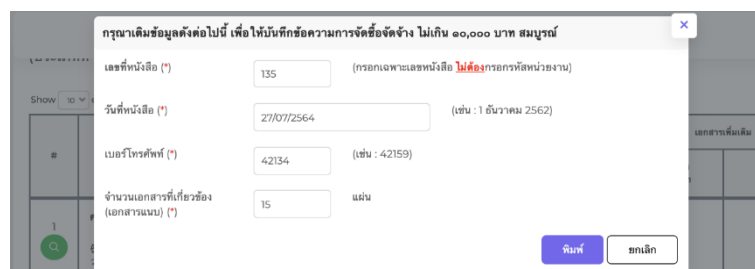 กรุณาเติมข้อมูลดังต่อไปนี้ เพื่อให้บันทึกข้อความการจัดซื้อจัดจ้าง ไม่เกิน ๑๐,๐๐๐ บาท สมบูรณ์ ×
เลขที่หนังสือ (*) 135 (กรอกเฉพาะเลขหนังสือ ไม่ต้องกรอกรหัสหน่วยงาน)
Show 10
วันที่หนังสือ (*) 27/07/2564 (เช่น : 1 ธันวาคม 2562)
เอกสารเพิ่มเติม
# เบอร์โทรศัพท์ (*) 42134 (เช่น : 42159)
จำนวนเอกสารที่เกี่ยวข้อง 15 แผ่น
(เอกสารแนบ) (*)
1
พิมพ์ ยกเลิก